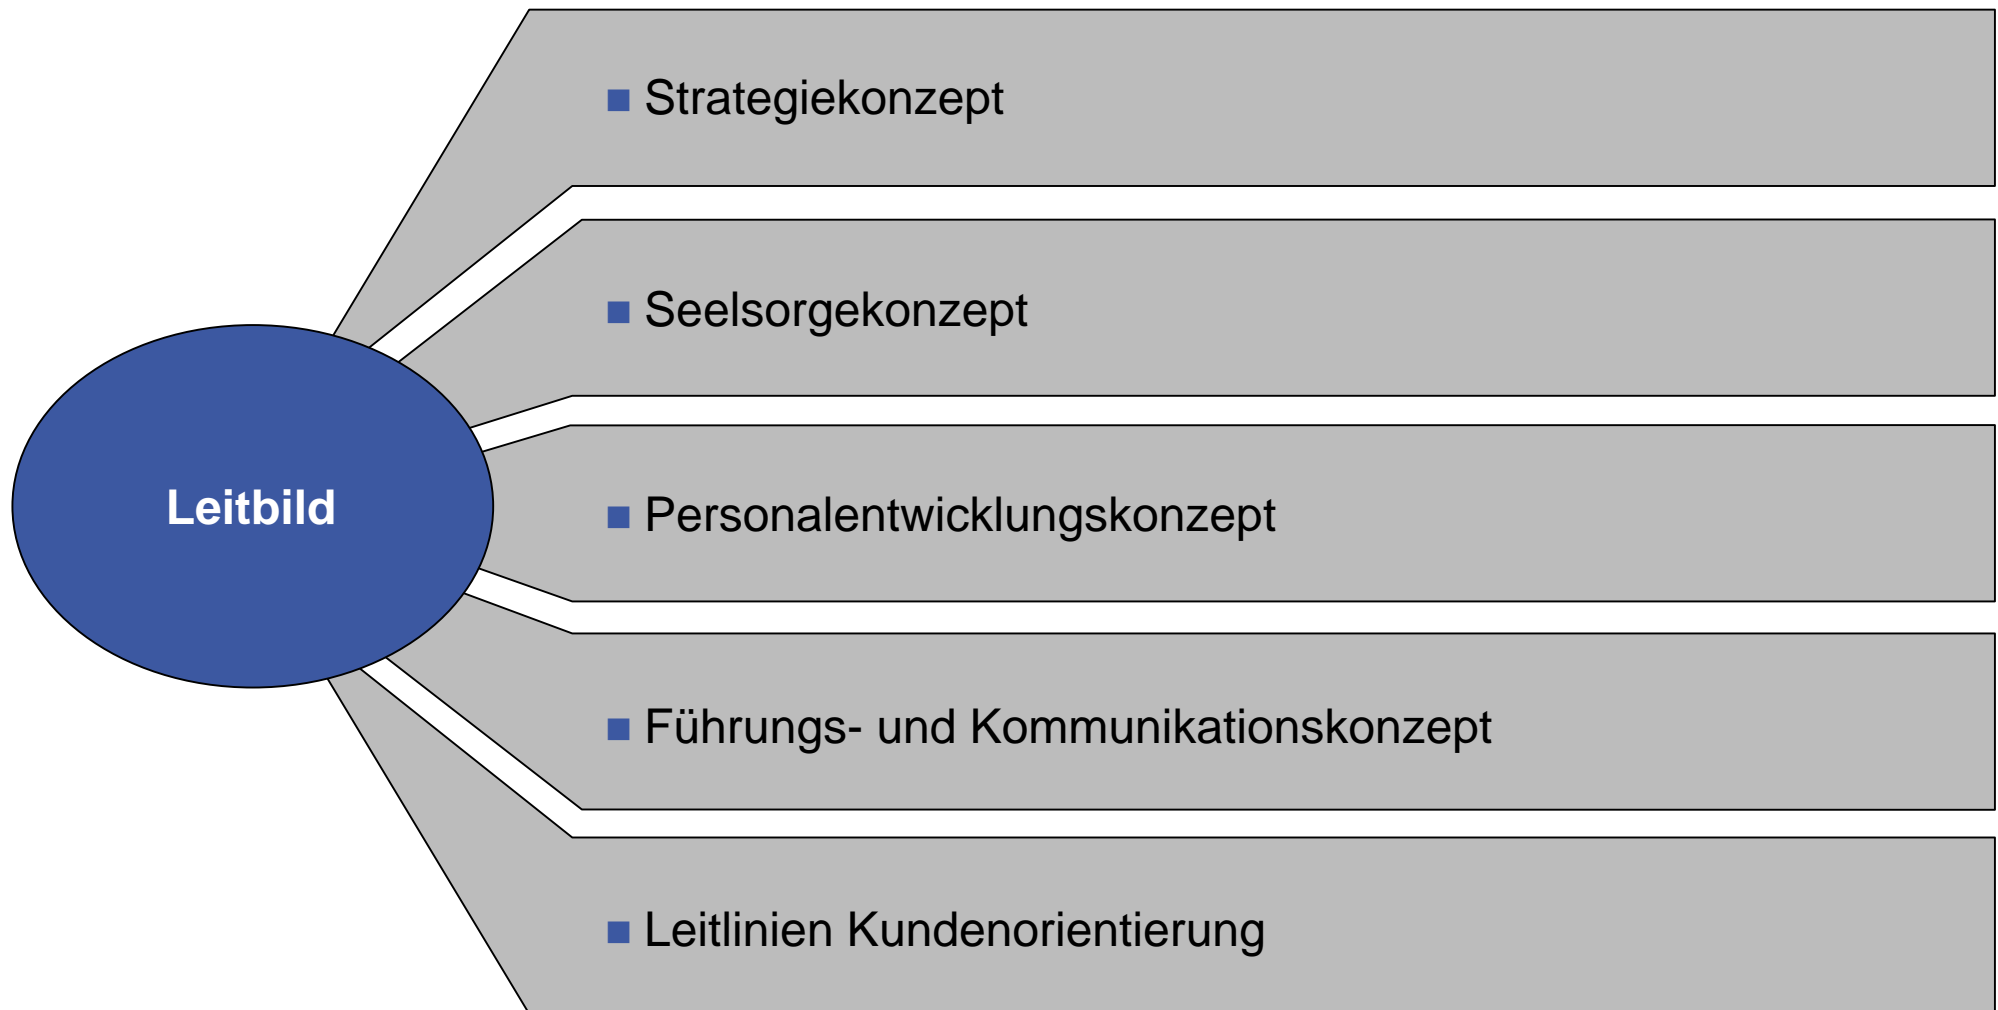 Strategiekonzept
Seelsorgekonzept
Leitbild
Personalentwicklungskonzept
Führungs- und Kommunikationskonzept
Leitlinien Kundenorientierung